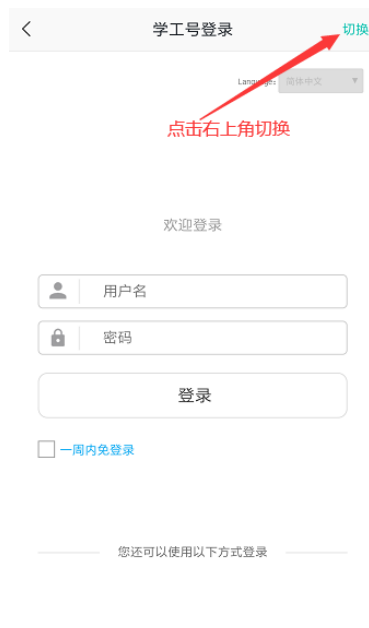 学工号登录
切换
Language: 简体中文
点击右上角切换
欢迎登录
用户名
密码
登录
一周内免登录
您还可以使用以下方式登录